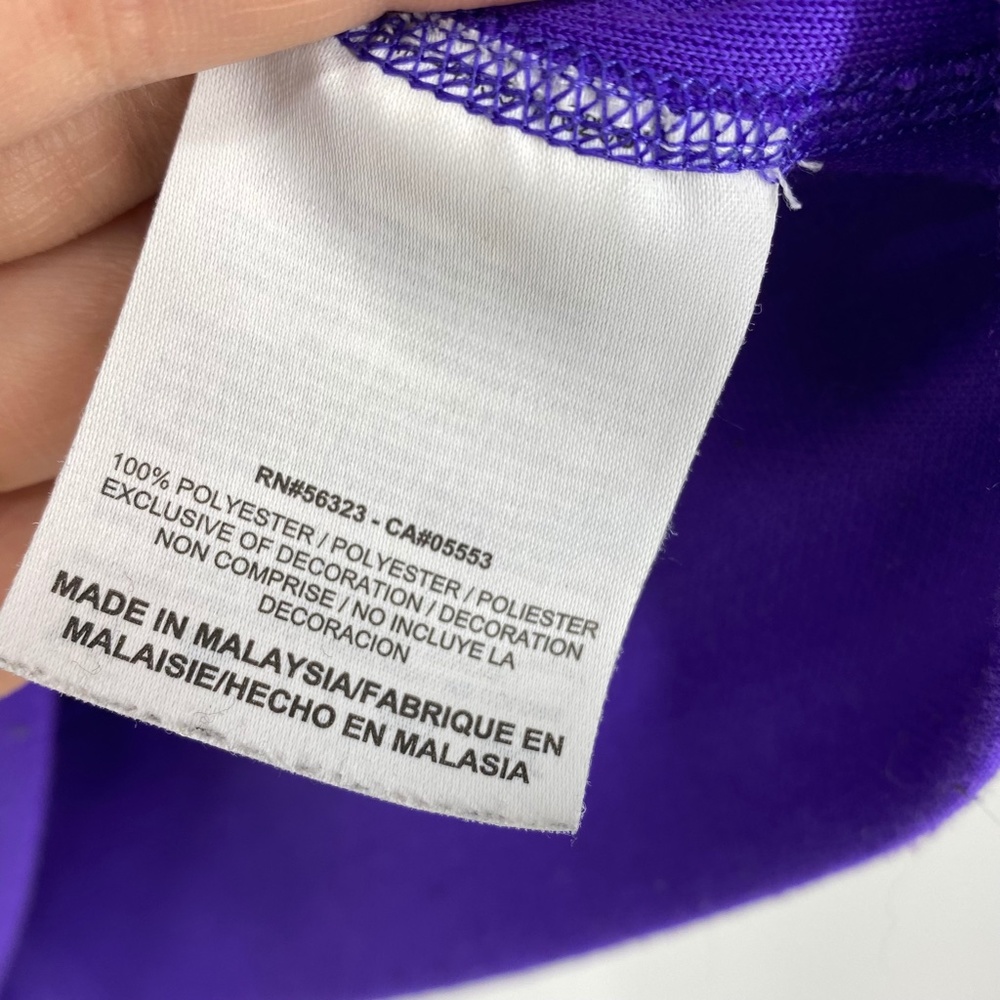 RN#56323 - CA#05553
100% POLYESTER / POLYESTER / POLIESTER
EXCLUSIVE OF DECORATION / DECORATION
NON COMPRISE / NO INCLUYE LA
DECORACION
MADE IN MALAYSIA/FABRIQUE EN
MALAISIE/HECHO EN MALASIA